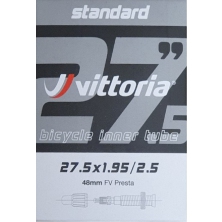 standard
27.5"
vittoria
bicycle inner tube
27.5x1.95/2.5
48mm FV Presta